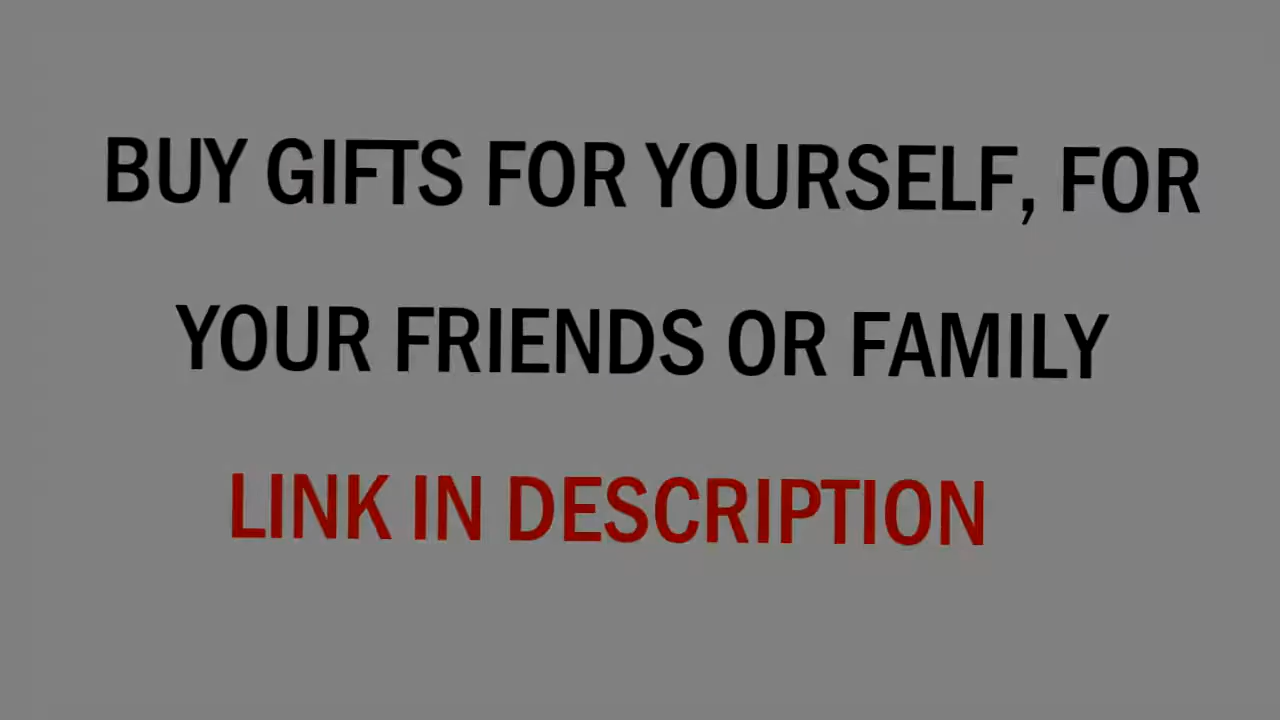 BUY GIFTS FOR YOURSELF, FOR
YOUR FRIENDS OR FAMILY
LINK IN DESCRIPTION